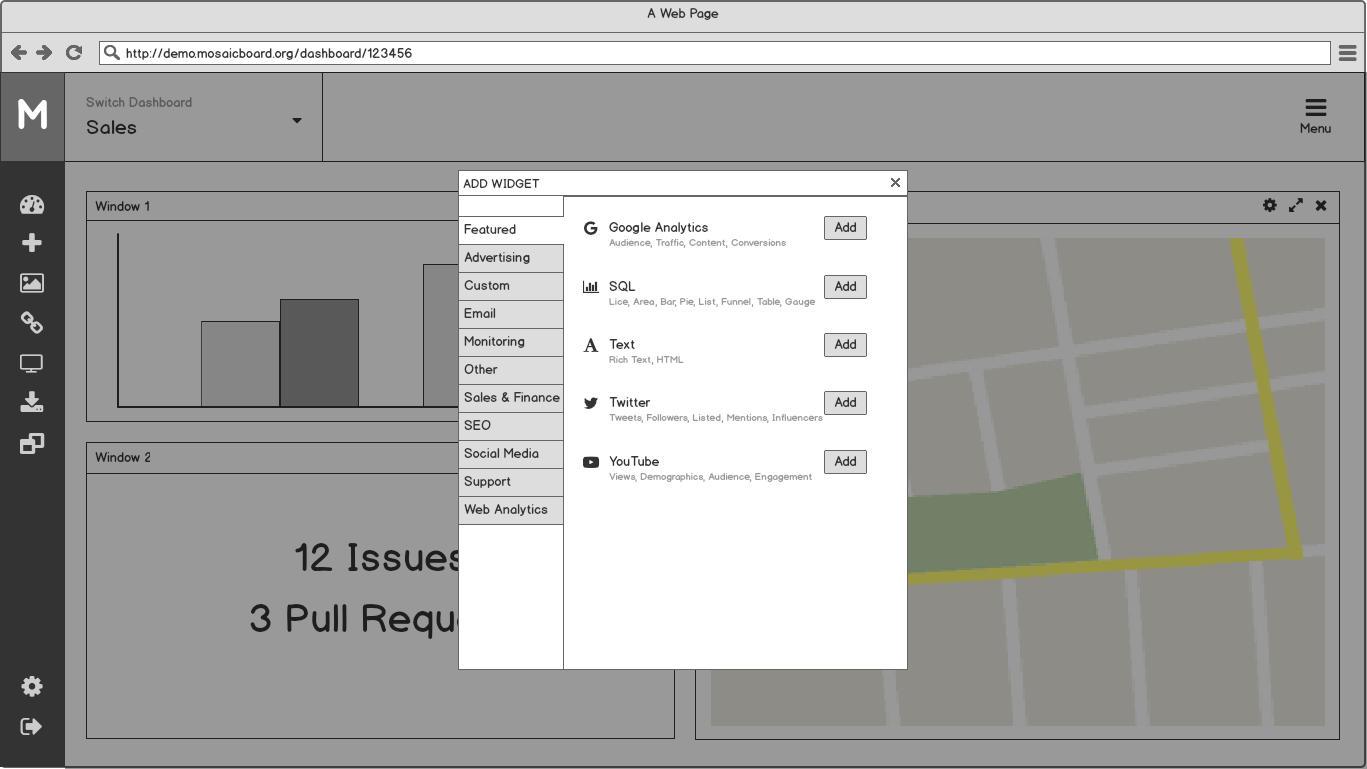 A Web Page
http://demo.mosaicboard.org/dashboard/123456
M
Switch Dashboard
Sales
Menu
Window 1
Window 2
12 Issues
3 Pull
ADD WIDGET
Featured
Advertising
Custom
Email
Monitoring
Other
Sales & Finance
SEO
Social Media
Support
Web Analytics
Google Analytics
Audience, Traffic, Content, Conversions
Add
SQL
Lice, Area, Bar, Pie, List, Funnel, Table, Gauge
Add
Text
Rich Text, HTML
Add
Twitter
Tweets, Followers, Listed, Mentions, Influencers
Add
YouTube
Views, Demographics, Audience, Engagement
Add